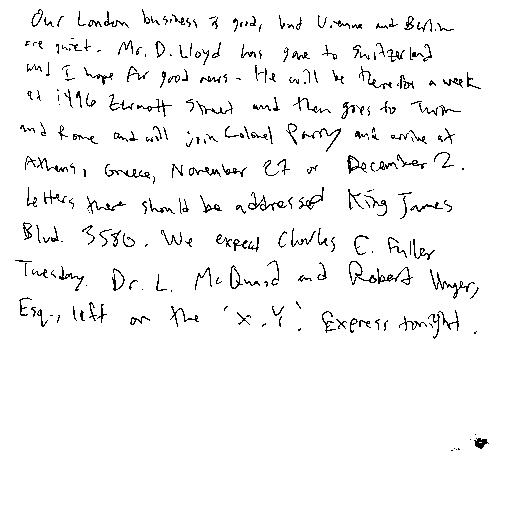 Our London business is good, but Vienna and Berlin
are quiet. Mr. D. Lloyd has gone to Switzerland
and I hope for good news. He will be there for a week
at 1496 Zermott Street and then goes to Turin
and Rome and will join Colonel Parry and arrive at
Athens, Greece, November 27 or December 2.
Letters there should be addressed King James
Blvd. 3580. We expect Charles E. Fuller
Tuesday. Dr. L. McQuaid and Robert Unger,
Esq., left on the 'X.Y.' Express tonight.